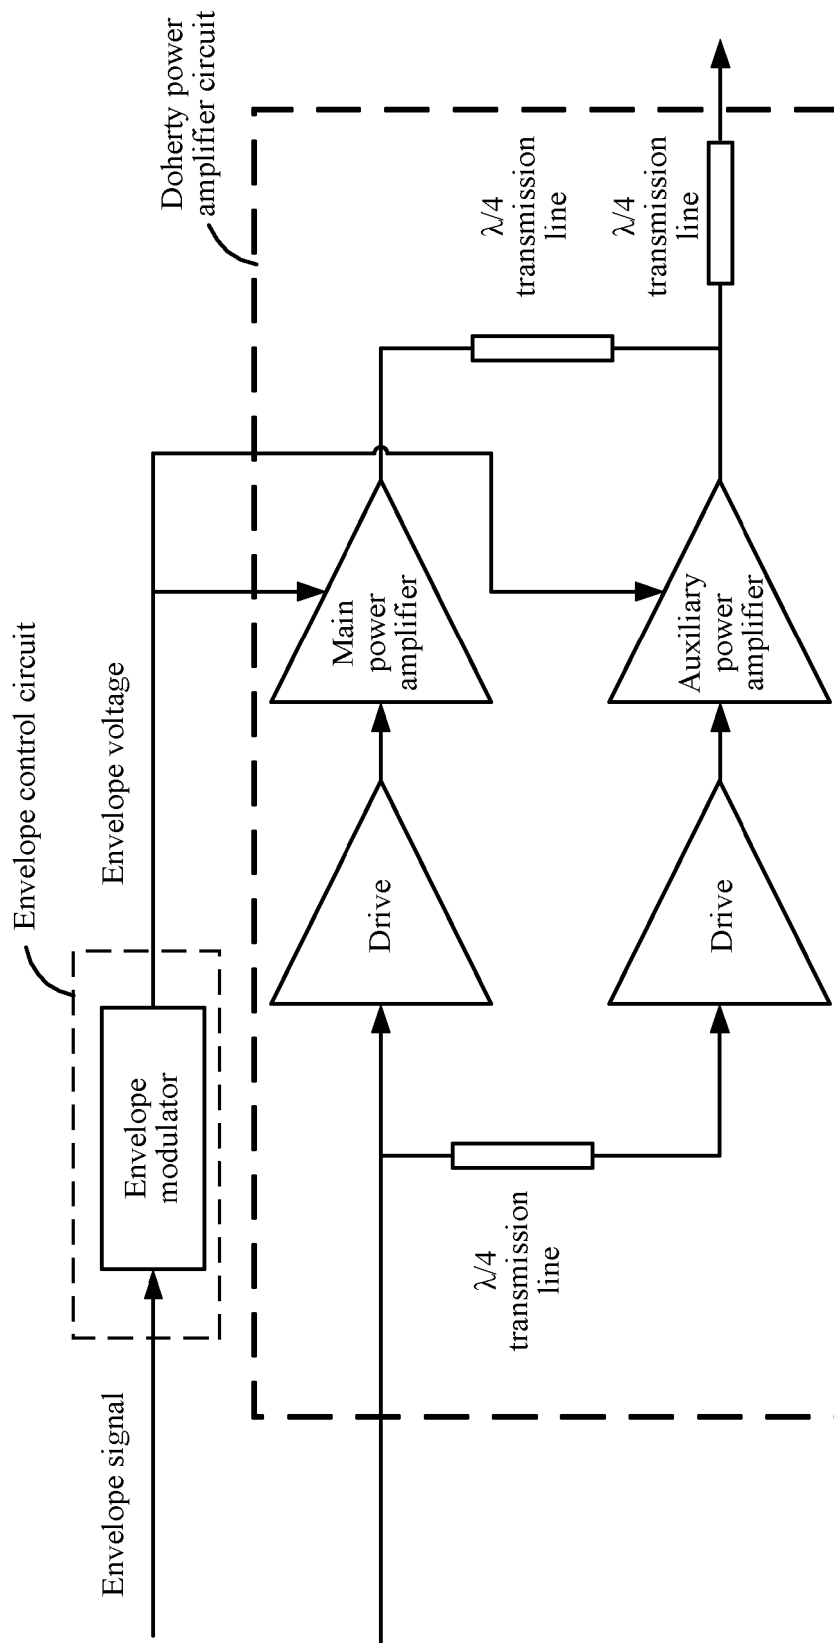 Envelope control circuit
Doherty power
amplifier circuit
Envelope signal
Envelope
modulator
Envelope voltage
λ/4
transmission
line
Drive
Main
power
amplifier
λ/4
transmission
line
Drive
Auxiliary
power
amplifier
λ/4
transmission
line